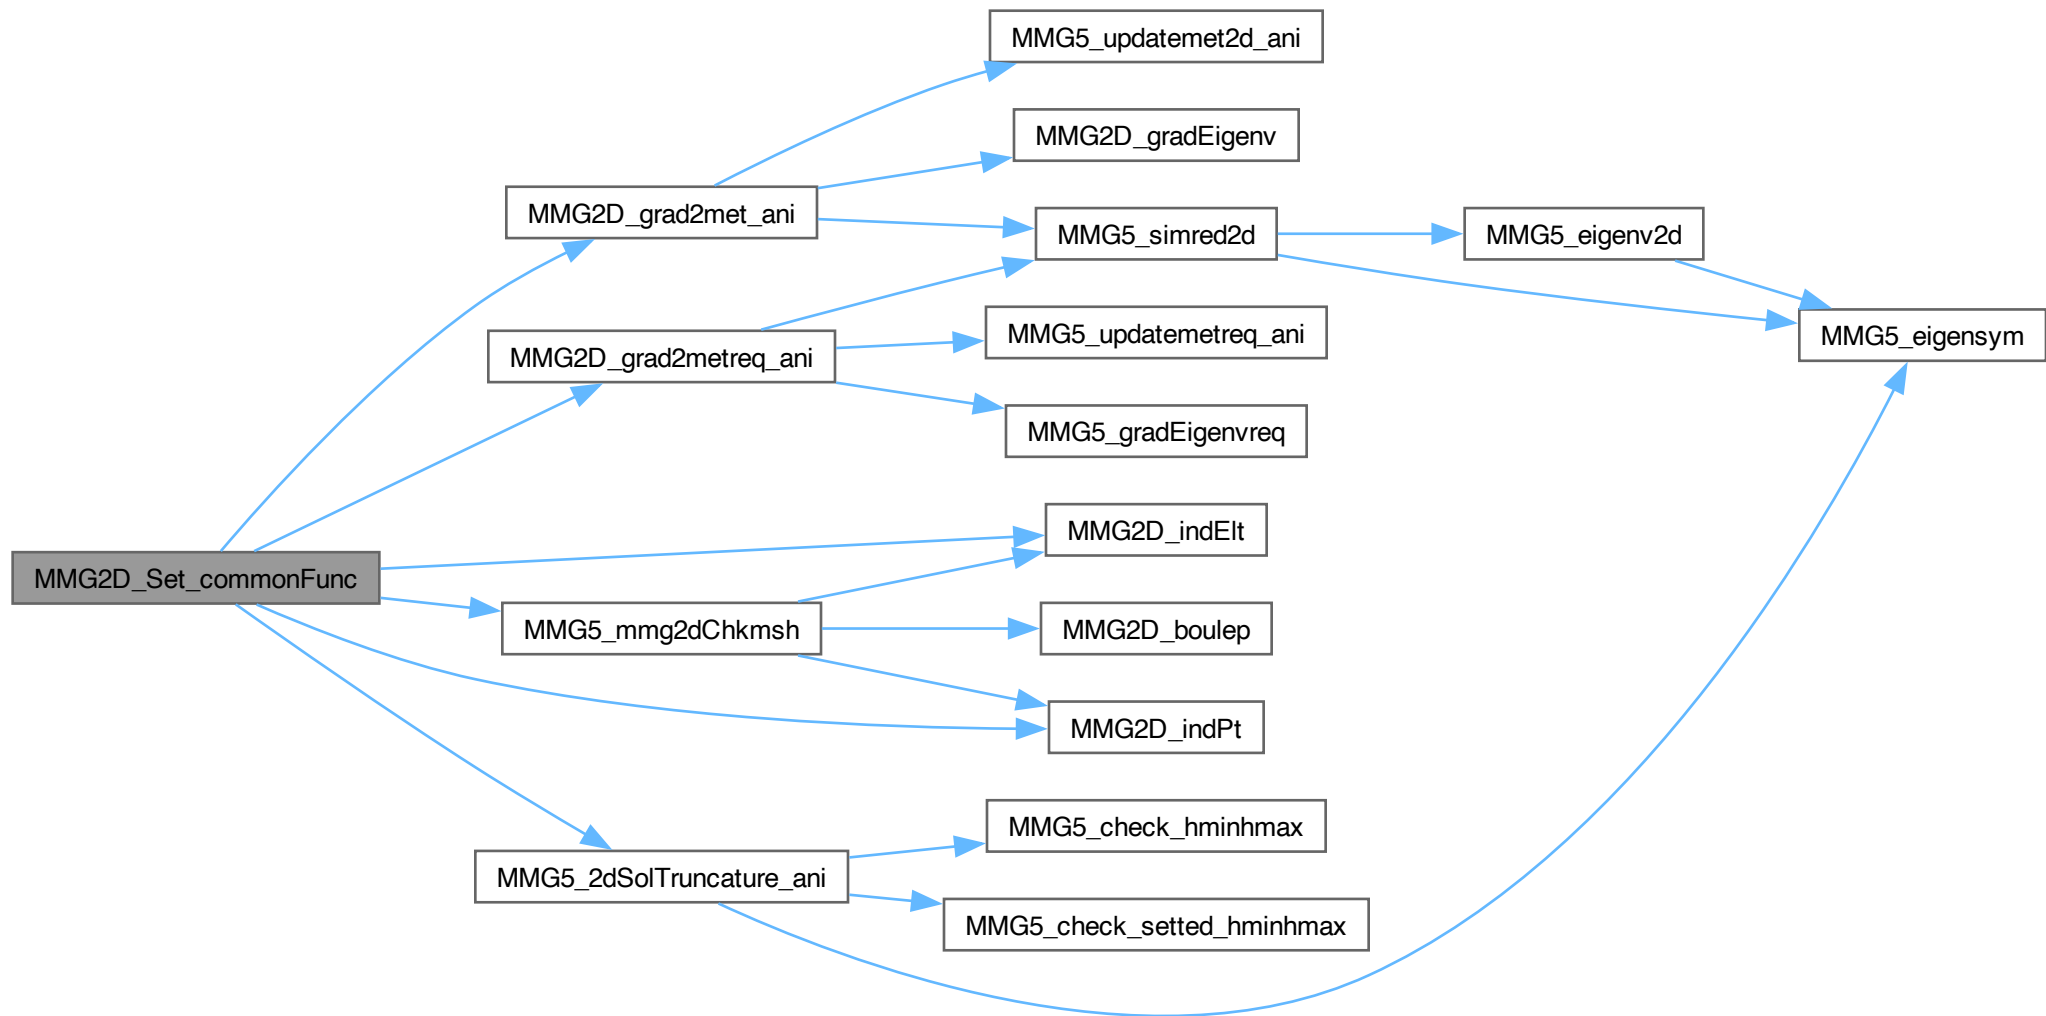 MMG5_updatemet2d_ani
MMG2D_gradEigenv
MMG2D_grad2met_ani
MMG5_simred2d
MMG5_eigenv2d
MMG5_updatemetreq_ani
MMG5_eigensym
MMG2D_grad2metreq_ani
MMG5_gradEigenvreq
MMG2D_indElt
MMG2D_Set_commonFunc
MMG5_mmg2dChkmsh
MMG2D_boulep
MMG2D_indPt
MMG5_check_hminhmax
MMG5_2dSolTruncature_ani
MMG5_check_setted_hminhmax